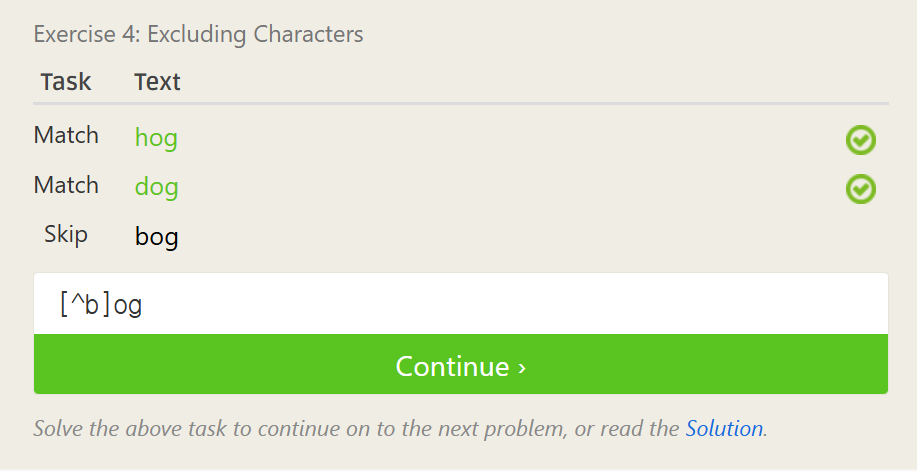 Exercise 4: Excluding Characters
Task Text
Match hog
Match dog
Skip bog
[^b]og
Continue ›
Solve the above task to continue on to the next problem, or read the Solution.